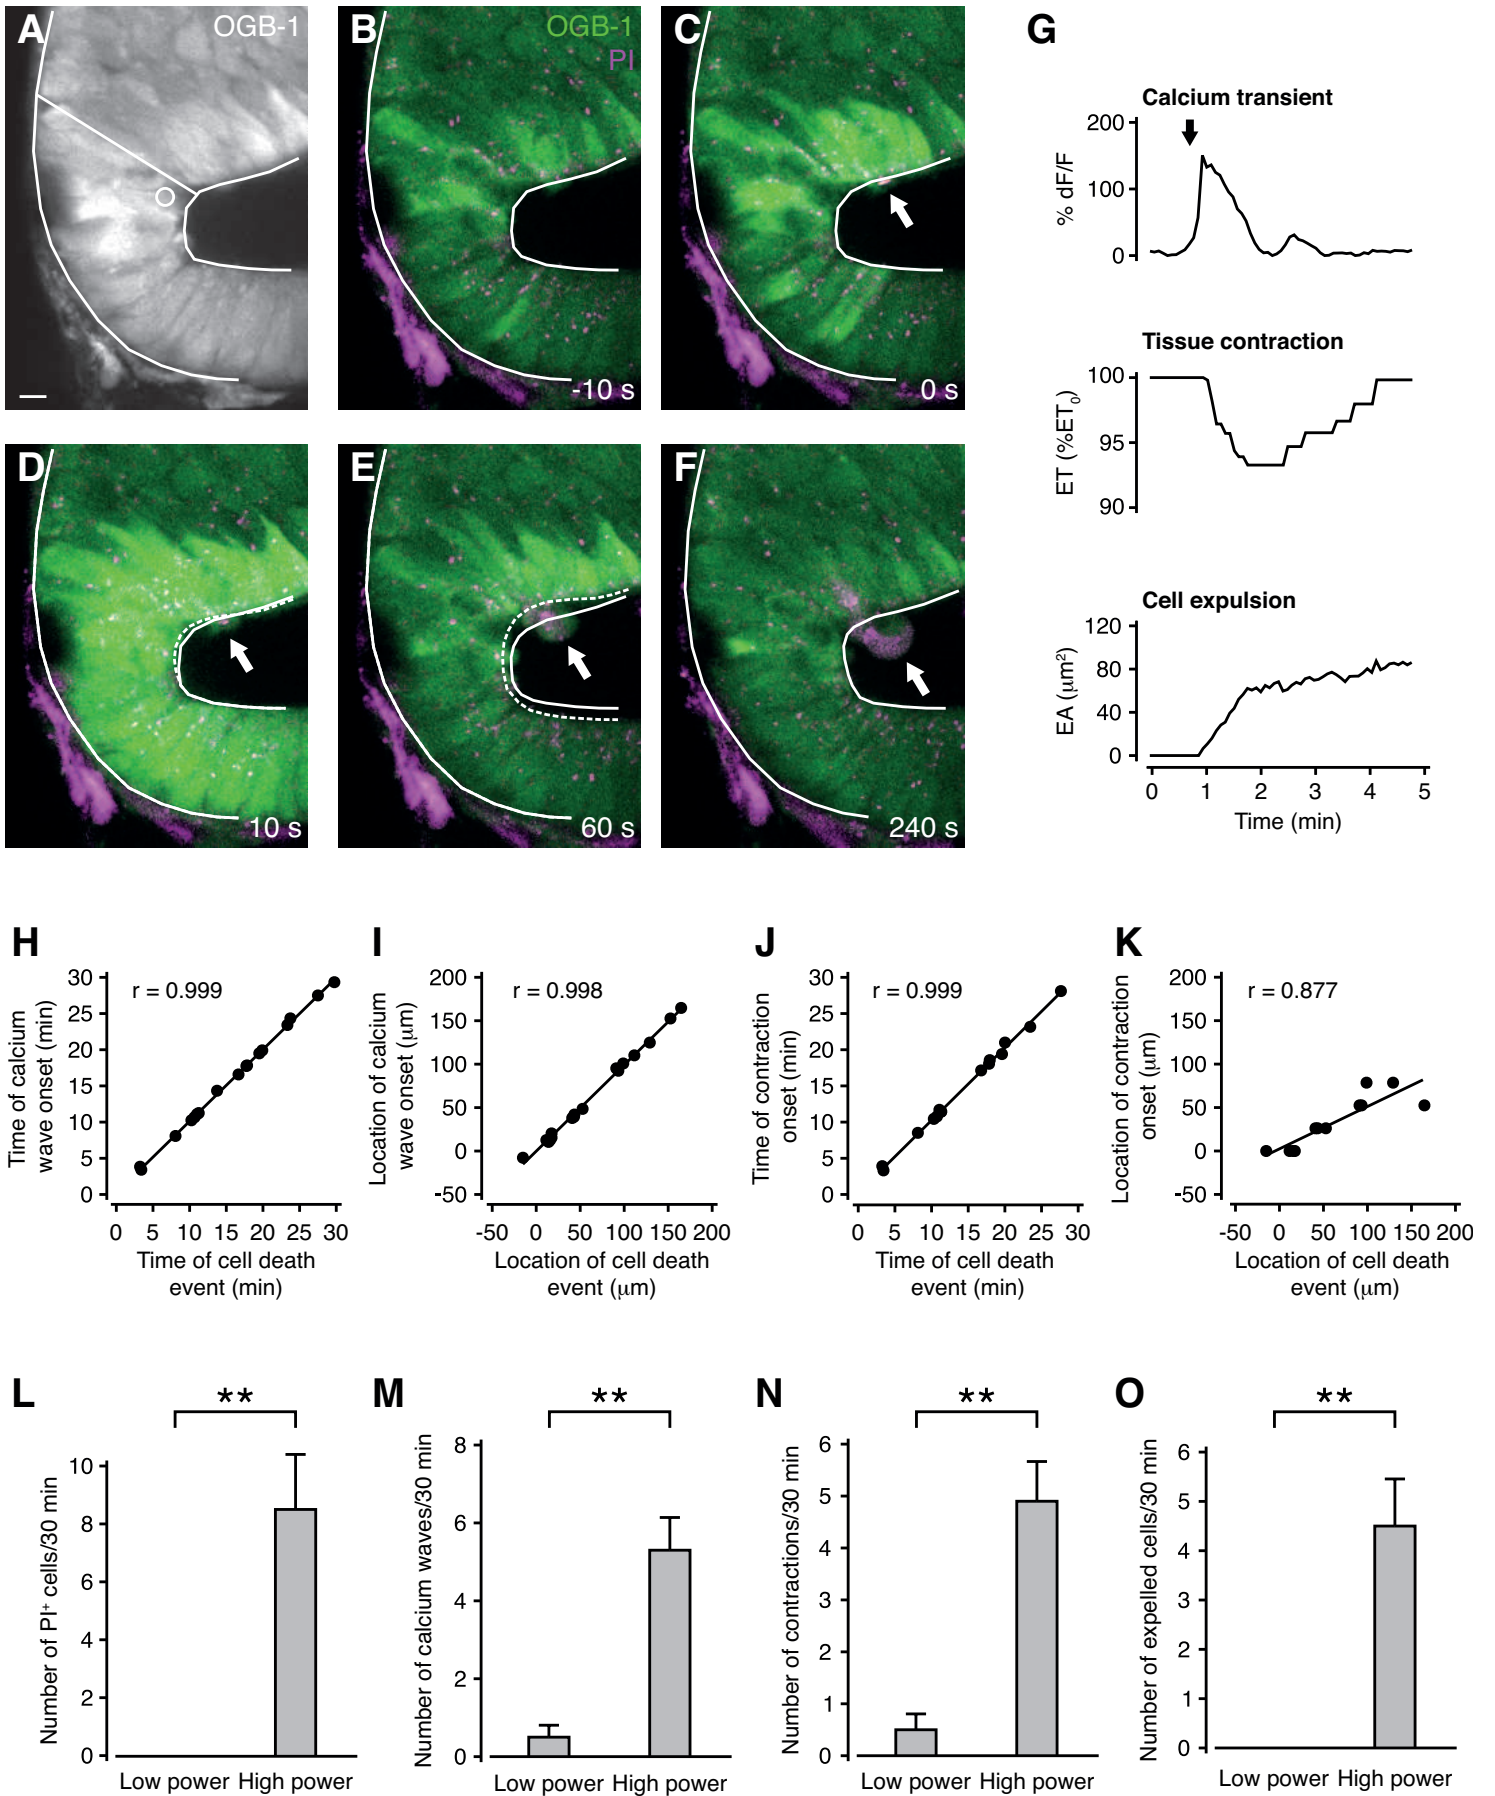 A
OGB-1
B
OGB-1
PI
-10 s
C
0 s
D
10 s
E
60 s
F
240 s
G
Calcium transient
% dF/F
200
100
0
Tissue contraction
ET (%ET0)
100
95
90
Cell expulsion
EA (μm²)
120
80
40
0
0 1 2 3 4 5
Time (min)
H
r = 0.999
Time of calcium
wave onset (min)
30
25
20
15
10
5
0
0 5 10 15 20 25 30
Time of cell death
event (min)
I
r = 0.998
Location of calcium
wave onset (μm)
200
150
100
50
0
-50
-50 0 50 100 150 200
Location of cell death
event (μm)
J
r = 0.999
Time of contraction
onset (min)
30
25
20
15
10
5
0
0 5 10 15 20 25 30
Time of cell death
event (min)
K
r = 0.877
Location of contraction
onset (μm)
200
150
100
50
0
-50
-50 0 50 100 150 200
Location of cell death
event (μm)
L
**
Number of PI+ cells/30 min
10
8
6
4
2
0
Low power High power
M
**
Number of calcium waves/30 min
8
6
4
2
0
Low power High power
N
**
Number of contractions/30 min
6
5
4
3
2
1
0
Low power High power
O
**
Number of expelled cells/30 min
6
5
4
3
2
1
0
Low power High power